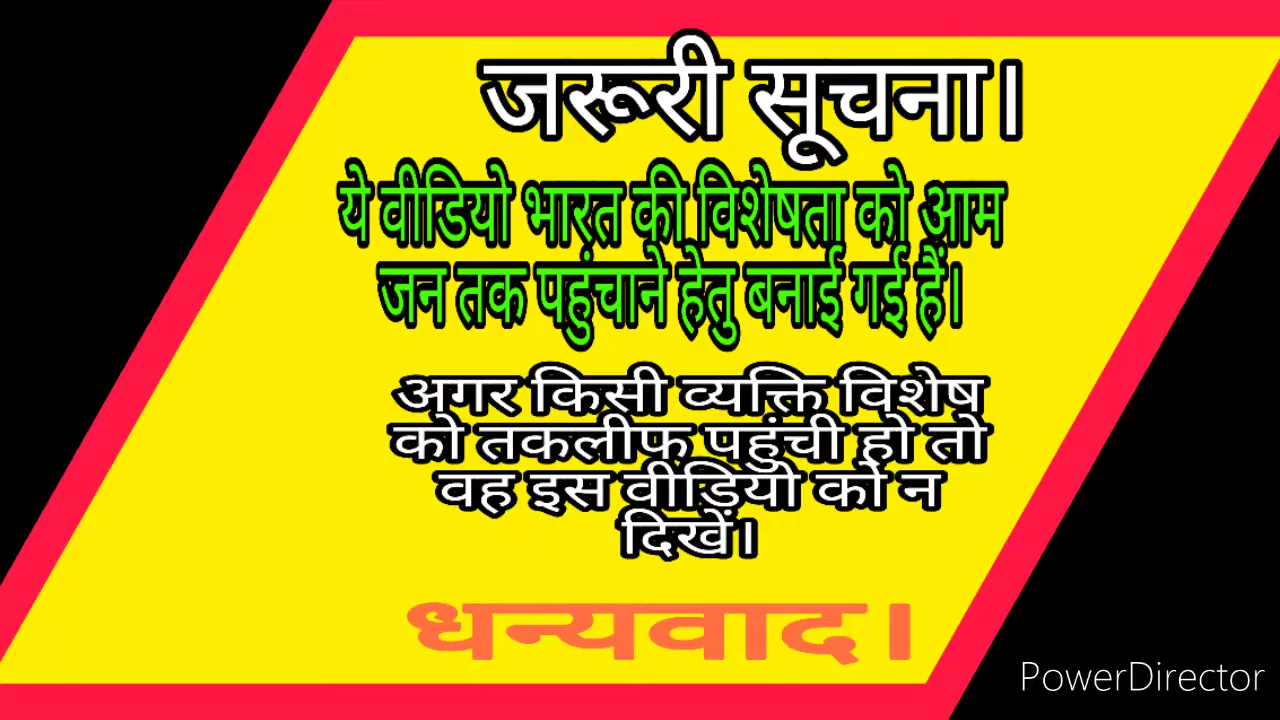 जरूरी सूचना।
ये वीडियो भारत की विशेषता को आम
जन तक पहुंचाने हेतु बनाई गई हैं।
अगर किसी व्यक्ति विशेष
को तकलीफ पहुंची हो तो
वह इस वीडियो को न
दिखें।
धन्यवाद।
PowerDirector